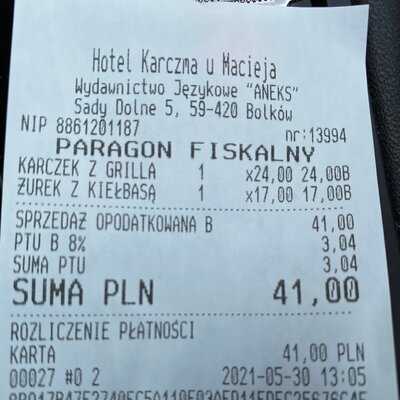 Hotel Karczma u Macieja
Wydawnictwo Językowe "ANEKS"
Sady Dolne 5, 59-420 Bolków
NIP 8861201187 nr:13994
PARAGON FISKALNY
KARCZEK Z GRILLA 1 x24,00 24,00B
ŻUREK Z KIEŁBASĄ 1 x17,00 17,00B
SPRZEDAŻ OPODATKOWANA B 41,00
PTU B 8% 3,04
SUMA PTU 3,04
SUMA PLN 41,00
ROZLICZENIE PŁATNOŚCI
KARTA 41,00 PLN
00027 #0 2 2021-05-30 13:05